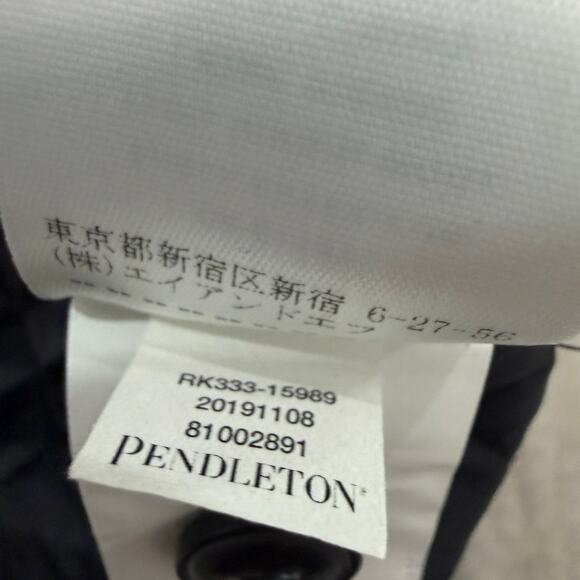 東京都新宿区新宿 6-27-56
(株)エイアンドエフ
RK333-15989
20191108
81002891
PENDLETON®